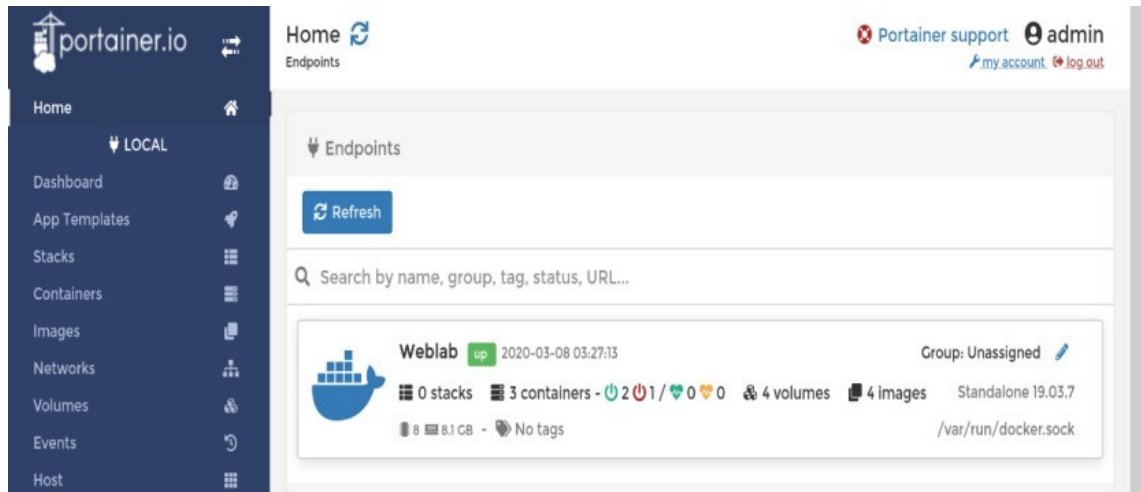 portainer.io
Home
LOCAL
Dashboard
App Templates
Stacks
Containers
Images
Networks
Volumes
Events
Host
Home
Endpoints
Portainer support admin
my account log out
Endpoints
Refresh
Search by name, group, tag, status, URL...
Weblab up 2020-03-08 03:27:13 Group: Unassigned
0 stacks 3 containers - 2 1 / 0 0 4 volumes 4 images Standalone 19.03.7
8 8.1 GB - No tags /var/run/docker.sock